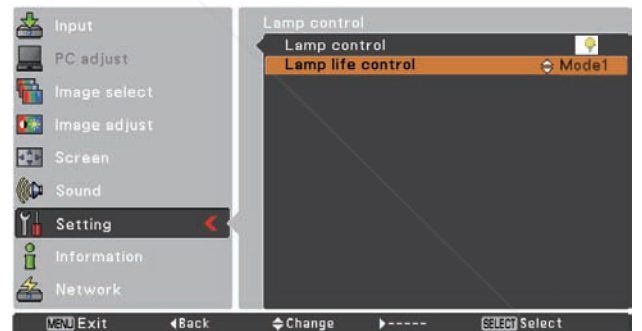 Input
PC adjust
Image select
Image adjust
Screen
Sound
Setting
Information
Network
Lamp control
Lamp control
Lamp life control Mode1
MENU Exit Back Change ----- SELECT Select